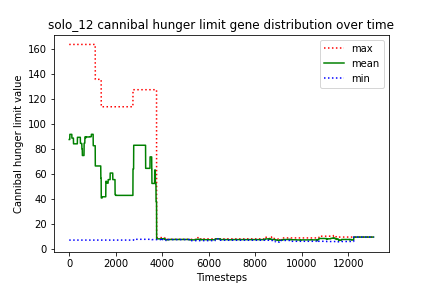 solo_12 cannibal hunger limit gene distribution over time
160
140
120
100
80
60
40
20
0
Cannibal hunger limit value
max
mean
min
0
2000
4000
6000
8000
10000
12000
Timesteps